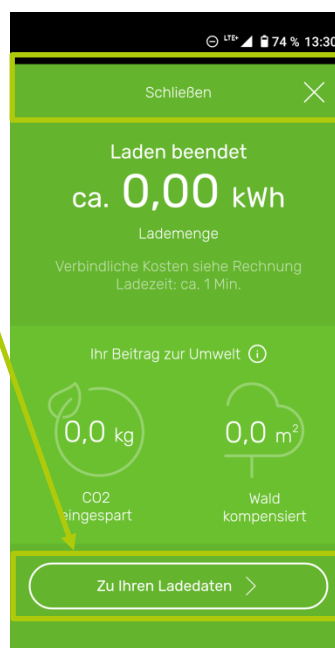 LTE+ 74 % 13:30
Schließen
Laden beendet
ca. 0,00 kWh
Lademenge
Verbindliche Kosten siehe Rechnung
Ladezeit: ca. 1 Min.
Ihr Beitrag zur Umwelt
0,0 kg
0,0 m²
CO2
eingespart
Wald
kompensiert
Zu Ihren Ladedaten